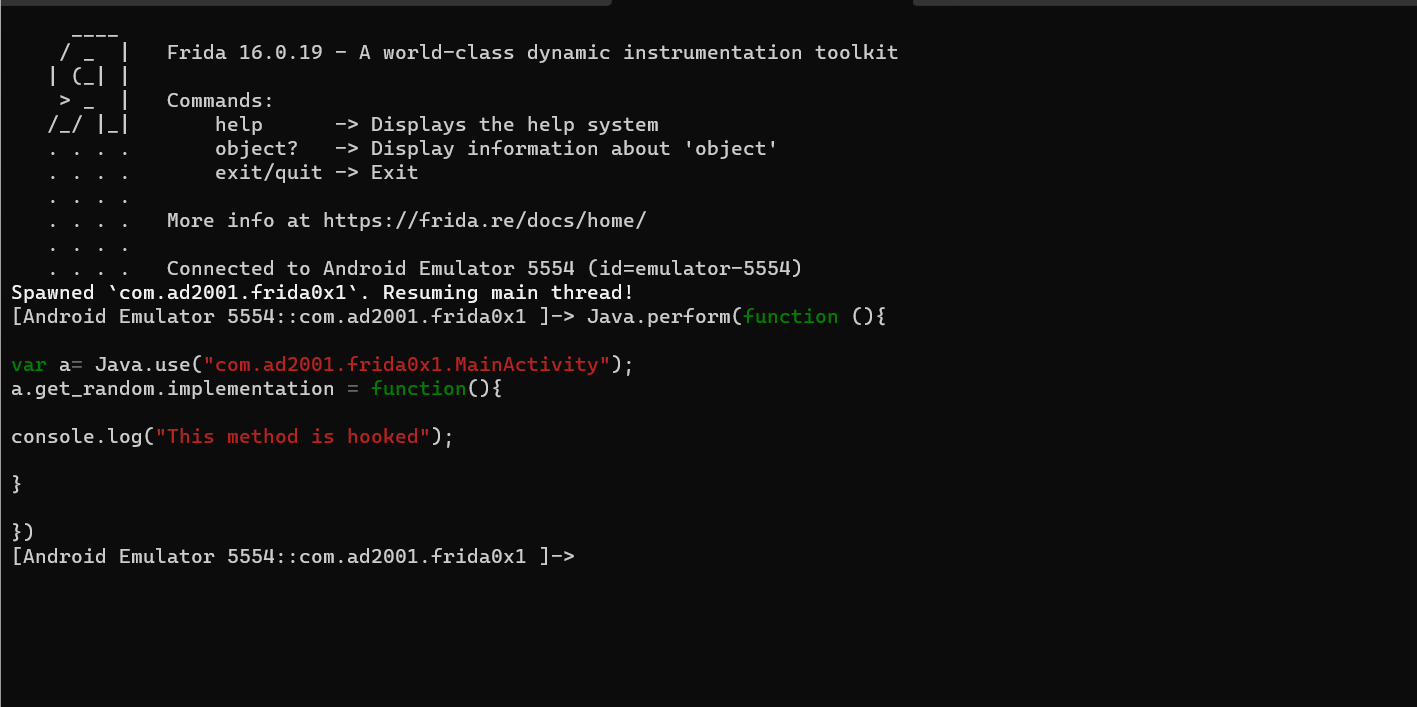 ____
   / _  |   Frida 16.0.19 - A world-class dynamic instrumentation toolkit
  | (_| |
   > _  |   Commands:
  /_/ |_|       help      -> Displays the help system
  . . . .       object?   -> Display information about 'object'
  . . . .       exit/quit -> Exit
  . . . .
  . . . .   More info at https://frida.re/docs/home/
  . . . .
  . . . .   Connected to Android Emulator 5554 (id=emulator-5554)
Spawned `com.ad2001.frida0x1`. Resuming main thread!
[Android Emulator 5554::com.ad2001.frida0x1 ]-> Java.perform(function (){
var a= Java.use("com.ad2001.frida0x1.MainActivity");
a.get_random.implementation = function(){
console.log("This method is hooked");
}
})
[Android Emulator 5554::com.ad2001.frida0x1 ]->